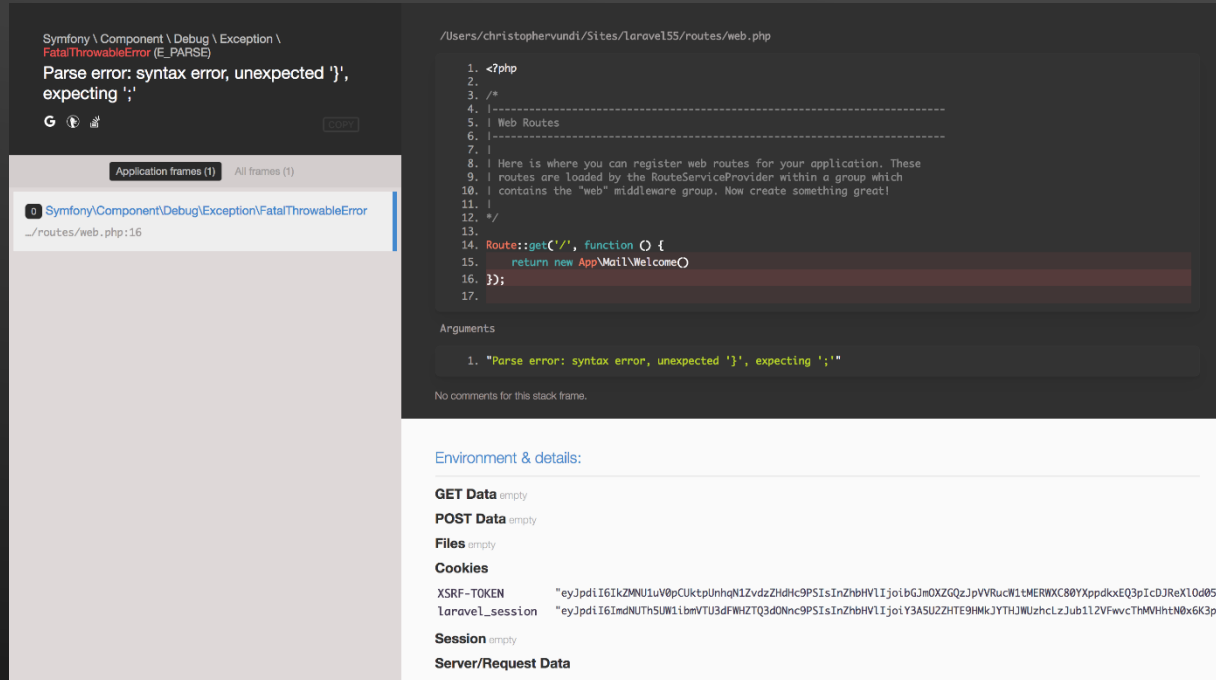 Symfony \ Component \ Debug \ Exception \
FatalThrowableError (E_PARSE)
Parse error: syntax error, unexpected '}',
expecting ';'
COPY
Application frames (1) All frames (1)
0 Symfony\Component\Debug\Exception\FatalThrowableError
…/routes/web.php:16
/Users/christophervundi/Sites/laravel55/routes/web.php
1. <?php
2.
3. /*
4. |--------------------------------------------------------------------------
5. | Web Routes
6. |--------------------------------------------------------------------------
7. |
8. | Here is where you can register web routes for your application. These
9. | routes are loaded by the RouteServiceProvider within a group which
10. | contains the "web" middleware group. Now create something great!
11. |
12. */
13.
14. Route::get('/', function () {
15.     return new App\Mail\Welcome()
16. });
17.
Arguments
1. "Parse error: syntax error, unexpected '}', expecting ';'"
No comments for this stack frame.
Environment & details:
GET Data empty
POST Data empty
Files empty
Cookies
XSRF-TOKEN
laravel_session
Session empty
Server/Request Data